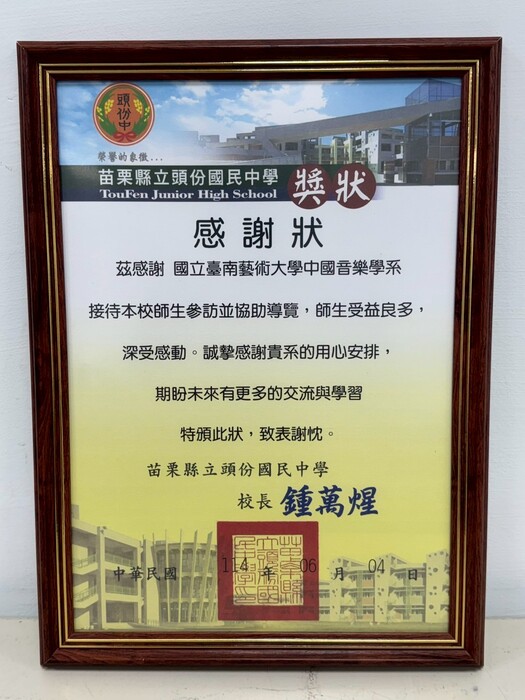 頭份中
榮譽的象徵...
苗栗縣立頭份國民中學
TouFen Junior High School
獎狀
感謝狀
茲感謝 國立臺南藝術大學中國音樂學系
接待本校師生參訪並協助導覽，師生受益良多，
深受感動。誠摯感謝貴系的用心安排，
期盼未來有更多的交流與學習
特頒此狀，致表謝忱。
苗栗縣立頭份國民中學
校長 鍾萬煋
中華民國 114 年 06 月 04 日